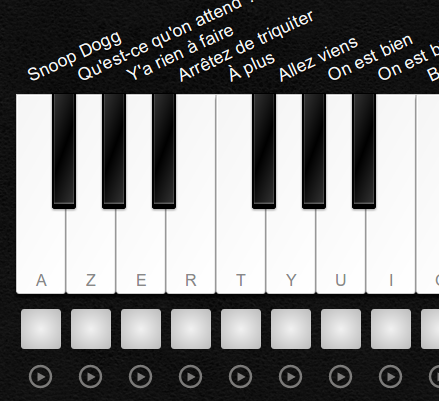 Snoop Dogg
Qu'est-ce qu'on attend ?
Y'a rien à faire
Arrêtez de triquiter
À plus
Allez viens
On est bien
On est b
A Z E R T Y U I